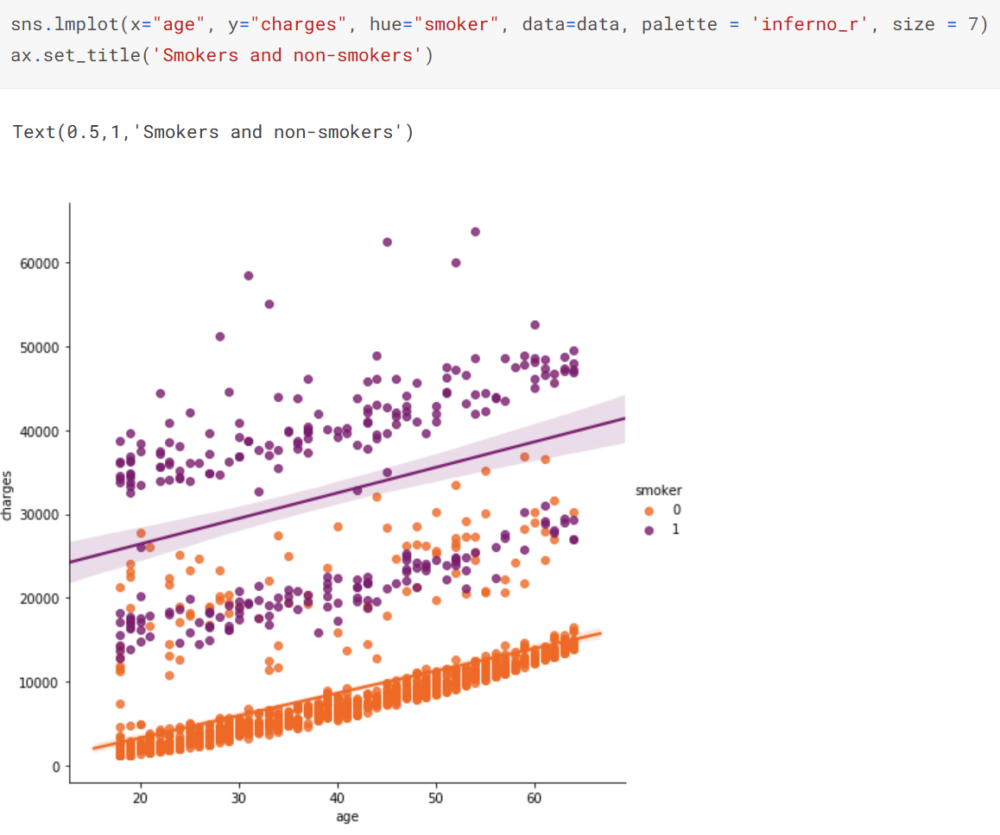 sns.lmplot(x="age", y="charges", hue="smoker", data=data, palette = 'inferno_r', size = 7)
ax.set_title('Smokers and non-smokers')
Text(0.5,1,'Smokers and non-smokers')
60000
50000
40000
30000
20000
10000
0
charges
20 30 40 50 60
age
smoker
0
1